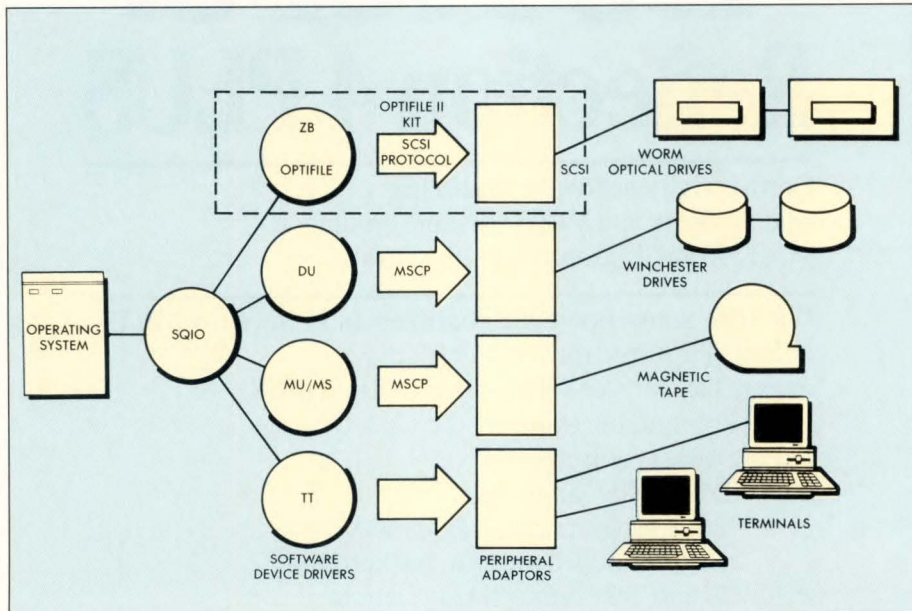 ZB
OPTIFILE
OPTIFILE II
KIT
SCSI
PROTOCOL
SCSI
WORM
OPTICAL DRIVES
DU
MSCP
WINCHESTER
DRIVES
OPERATING
SYSTEM
SQIO
MU/MS
MSCP
MAGNETIC
TAPE
TT
TERMINALS
SOFTWARE
DEVICE DRIVERS
PERIPHERAL
ADAPTORS